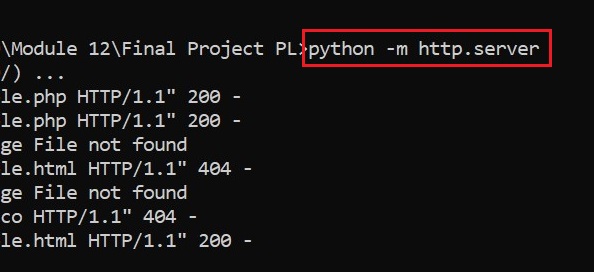 \Module 12\Final Project PL>python -m http.server
/) ...
le.php HTTP/1.1" 200 -
le.php HTTP/1.1" 200 -
ge File not found
le.html HTTP/1.1" 404 -
ge File not found
co HTTP/1.1" 404 -
le.html HTTP/1.1" 200 -